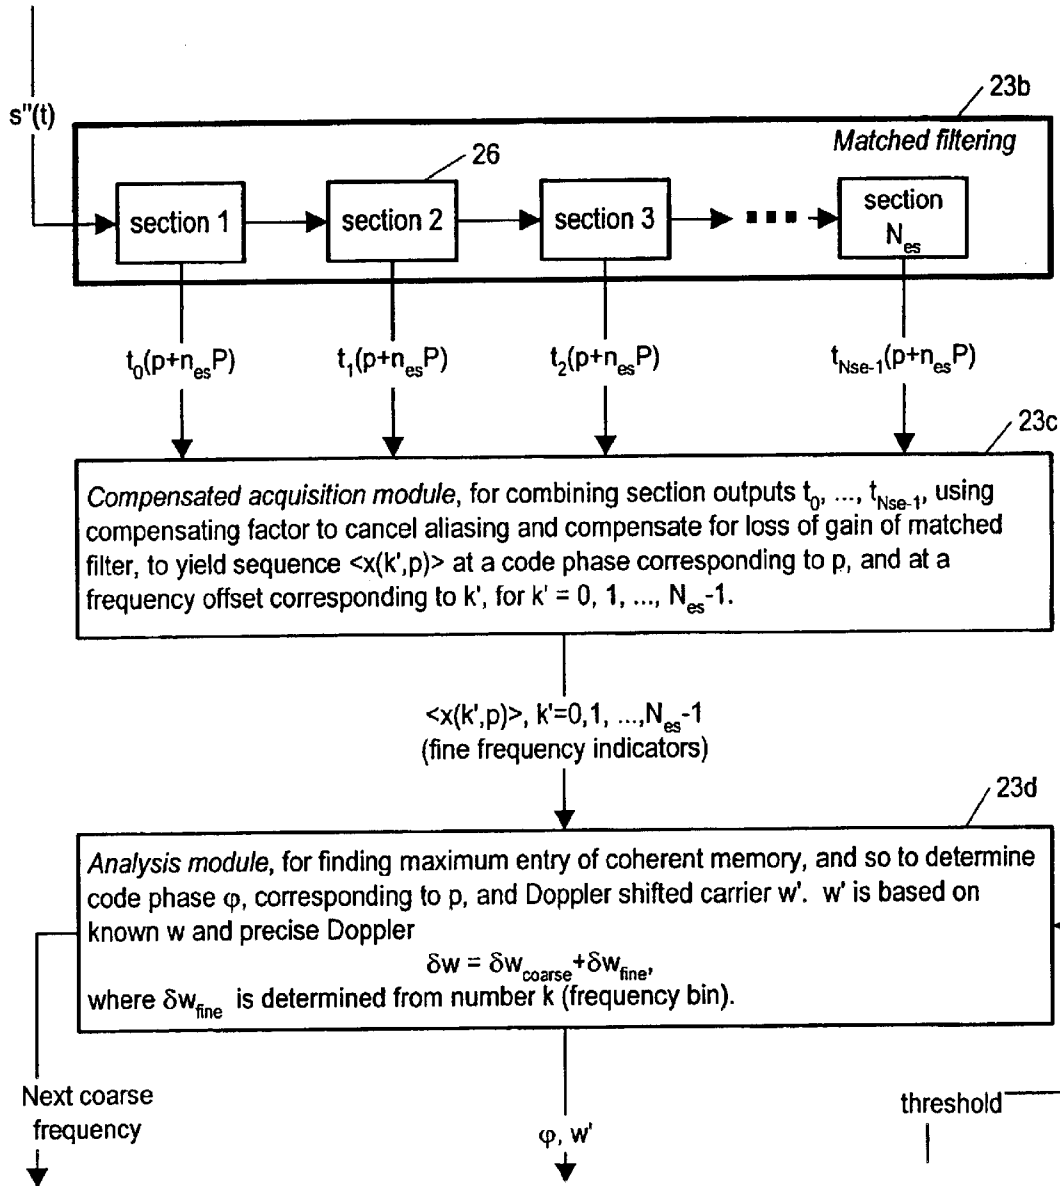 23b
s"(t)
Matched filtering
26
section 1
section 2
section 3
section
N_es
t_0(p+n_esP)
t_1(p+n_esP)
t_2(p+n_esP)
t_Nse-1(p+n_esP)
23c
Compensated acquisition module, for combining section outputs t_0, ..., t_Nse-1, using
compensating factor to cancel aliasing and compensate for loss of gain of matched
filter, to yield sequence <x(k',p)> at a code phase corresponding to p, and at a
frequency offset corresponding to k', for k' = 0, 1, ..., N_es-1.
<x(k',p)>, k'=0,1, ...,N_es-1
(fine frequency indicators)
23d
Analysis module, for finding maximum entry of coherent memory, and so to determine
code phase φ, corresponding to p, and Doppler shifted carrier w'. w' is based on
known w and precise Doppler
δw = δw_coarse+δw_fine,
where δw_fine is determined from number k (frequency bin).
Next coarse
frequency
threshold
φ, w'